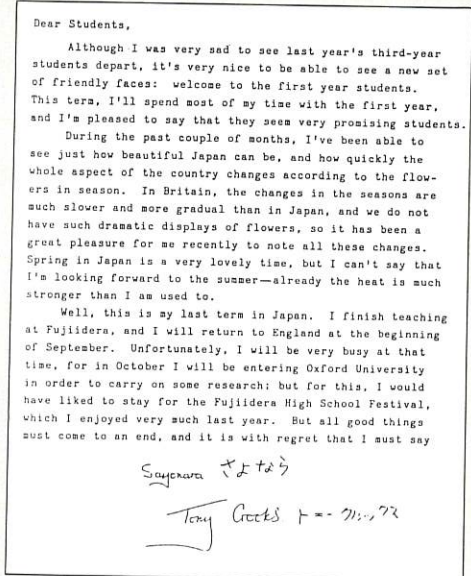 Dear Students,
Although I was very sad to see last year's third-year
students depart, it's very nice to be able to see a new set
of friendly faces: welcome to the first year students.
This term, I'll spend most of my time with the first year,
and I'm pleased to say that they seem very promising students.
During the past couple of months, I've been able to
see just how beautiful Japan can be, and how quickly the
whole aspect of the country changes according to the flow-
ers in season. In Britain, the changes in the seasons are
much slower and more gradual than in Japan, and we do not
have such dramatic displays of flowers, so it has been a
great pleasure for me recently to note all these changes.
Spring in Japan is a very lovely time, but I can't say that
I'm looking forward to the summer—already the heat is much
stronger than I am used to.
Well, this is my last term in Japan. I finish teaching
at Fujiidera, and I will return to England at the beginning
of September. Unfortunately, I will be very busy at that
time, for in October I will be entering Oxford University
in order to carry on some research; but for this, I would
have liked to stay for the Fujiidera High School Festival,
which I enjoyed very much last year. But all good things
must come to an end, and it is with regret that I must say
Sayonara さよなら
Tony